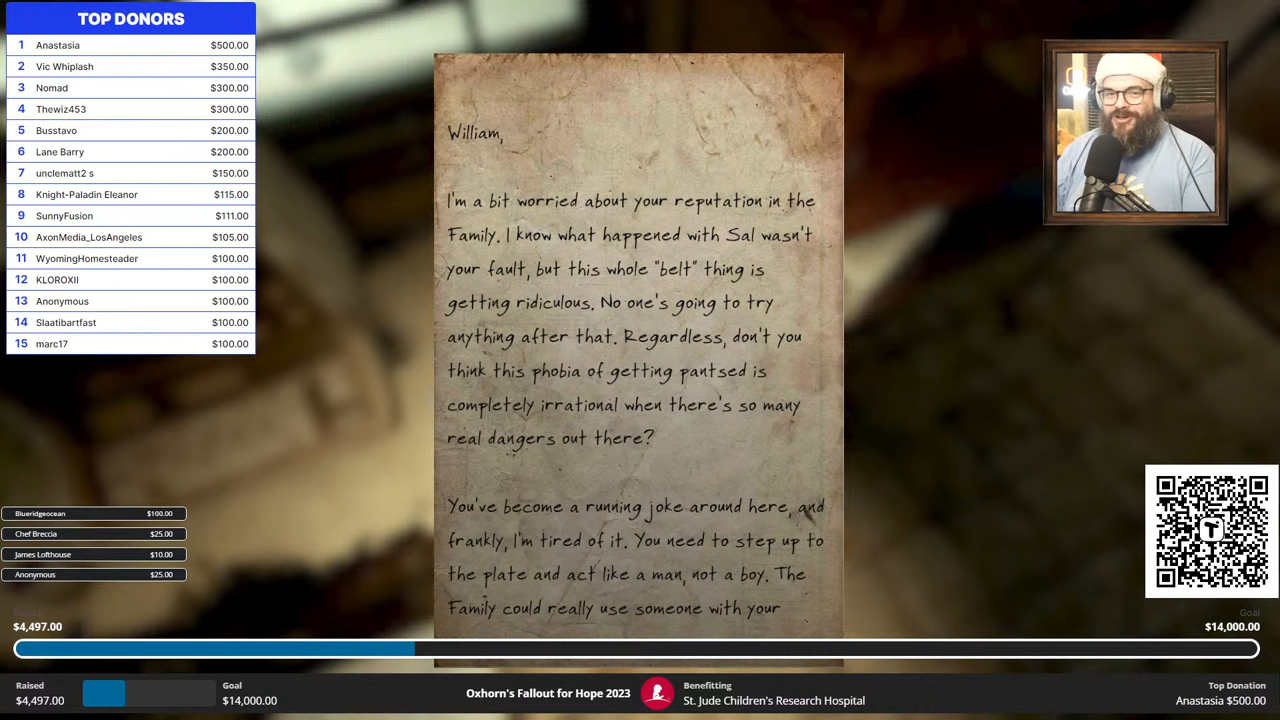 TOP DONORS
1 Anastasia $500.00
2 Vic Whiplash $350.00
3 Nomad $300.00
4 Thewiz453 $300.00
5 Busstavo $200.00
6 Lane Barry $200.00
7 unclematt2 s $150.00
8 Knight-Paladin Eleanor $115.00
9 SunnyFusion $111.00
10 AxonMedia_LosAngeles $105.00
11 WyomingHomesteader $100.00
12 KLOROXII $100.00
13 Anonymous $100.00
14 Slaatibartfast $100.00
15 marc17 $100.00
William,
I'm a bit worried about your reputation in the
Family. I know what happened with Sal wasn't
your fault, but this whole "belt" thing is
getting ridiculous. No one's going to try
anything after that. Regardless, don't you
think this phobia of getting pantsed is
completely irrational when there's so many
real dangers out there?
You've become a running joke around here, and
frankly, I'm tired of it. You need to step up to
the plate and act like a man, not a boy. The
Family could really use someone with your
Blueridgeocean $100.00
Chef Breccia $25.00
James Lofthouse $10.00
Anonymous $25.00
Raised
$4,497.00
Goal
$14,000.00
Raised
$4,497.00
Goal
$14,000.00
Oxhorn's Fallout for Hope 2023
Benefitting
St. Jude Children's Research Hospital
Top Donation
Anastasia $500.00